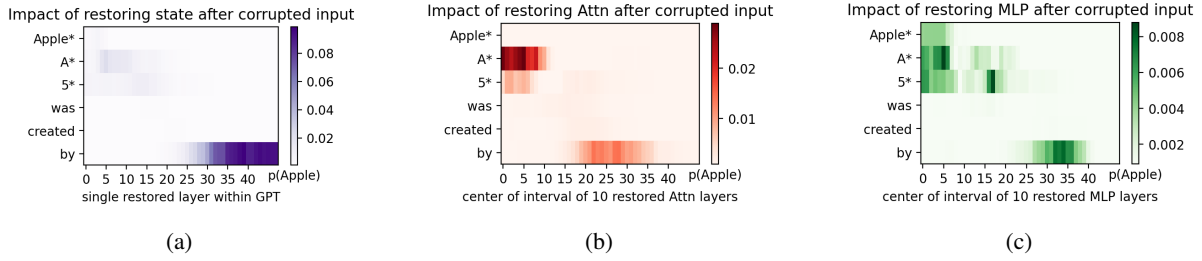 Impact of restoring state after corrupted input
Apple*
A*
5*
was
created
by
0 5 10 15 20 25 30 35 40
0.08
0.06
0.04
0.02
p(Apple)
single restored layer within GPT
(a)
Impact of restoring Attn after corrupted input
Apple*
A*
5*
was
created
by
0 5 10 15 20 25 30 35 40
0.02
0.01
p(Apple)
center of interval of 10 restored Attn layers
(b)
Impact of restoring MLP after corrupted input
Apple*
A*
5*
was
created
by
0 5 10 15 20 25 30 35 40
0.008
0.006
0.004
0.002
p(Apple)
center of interval of 10 restored MLP layers
(c)